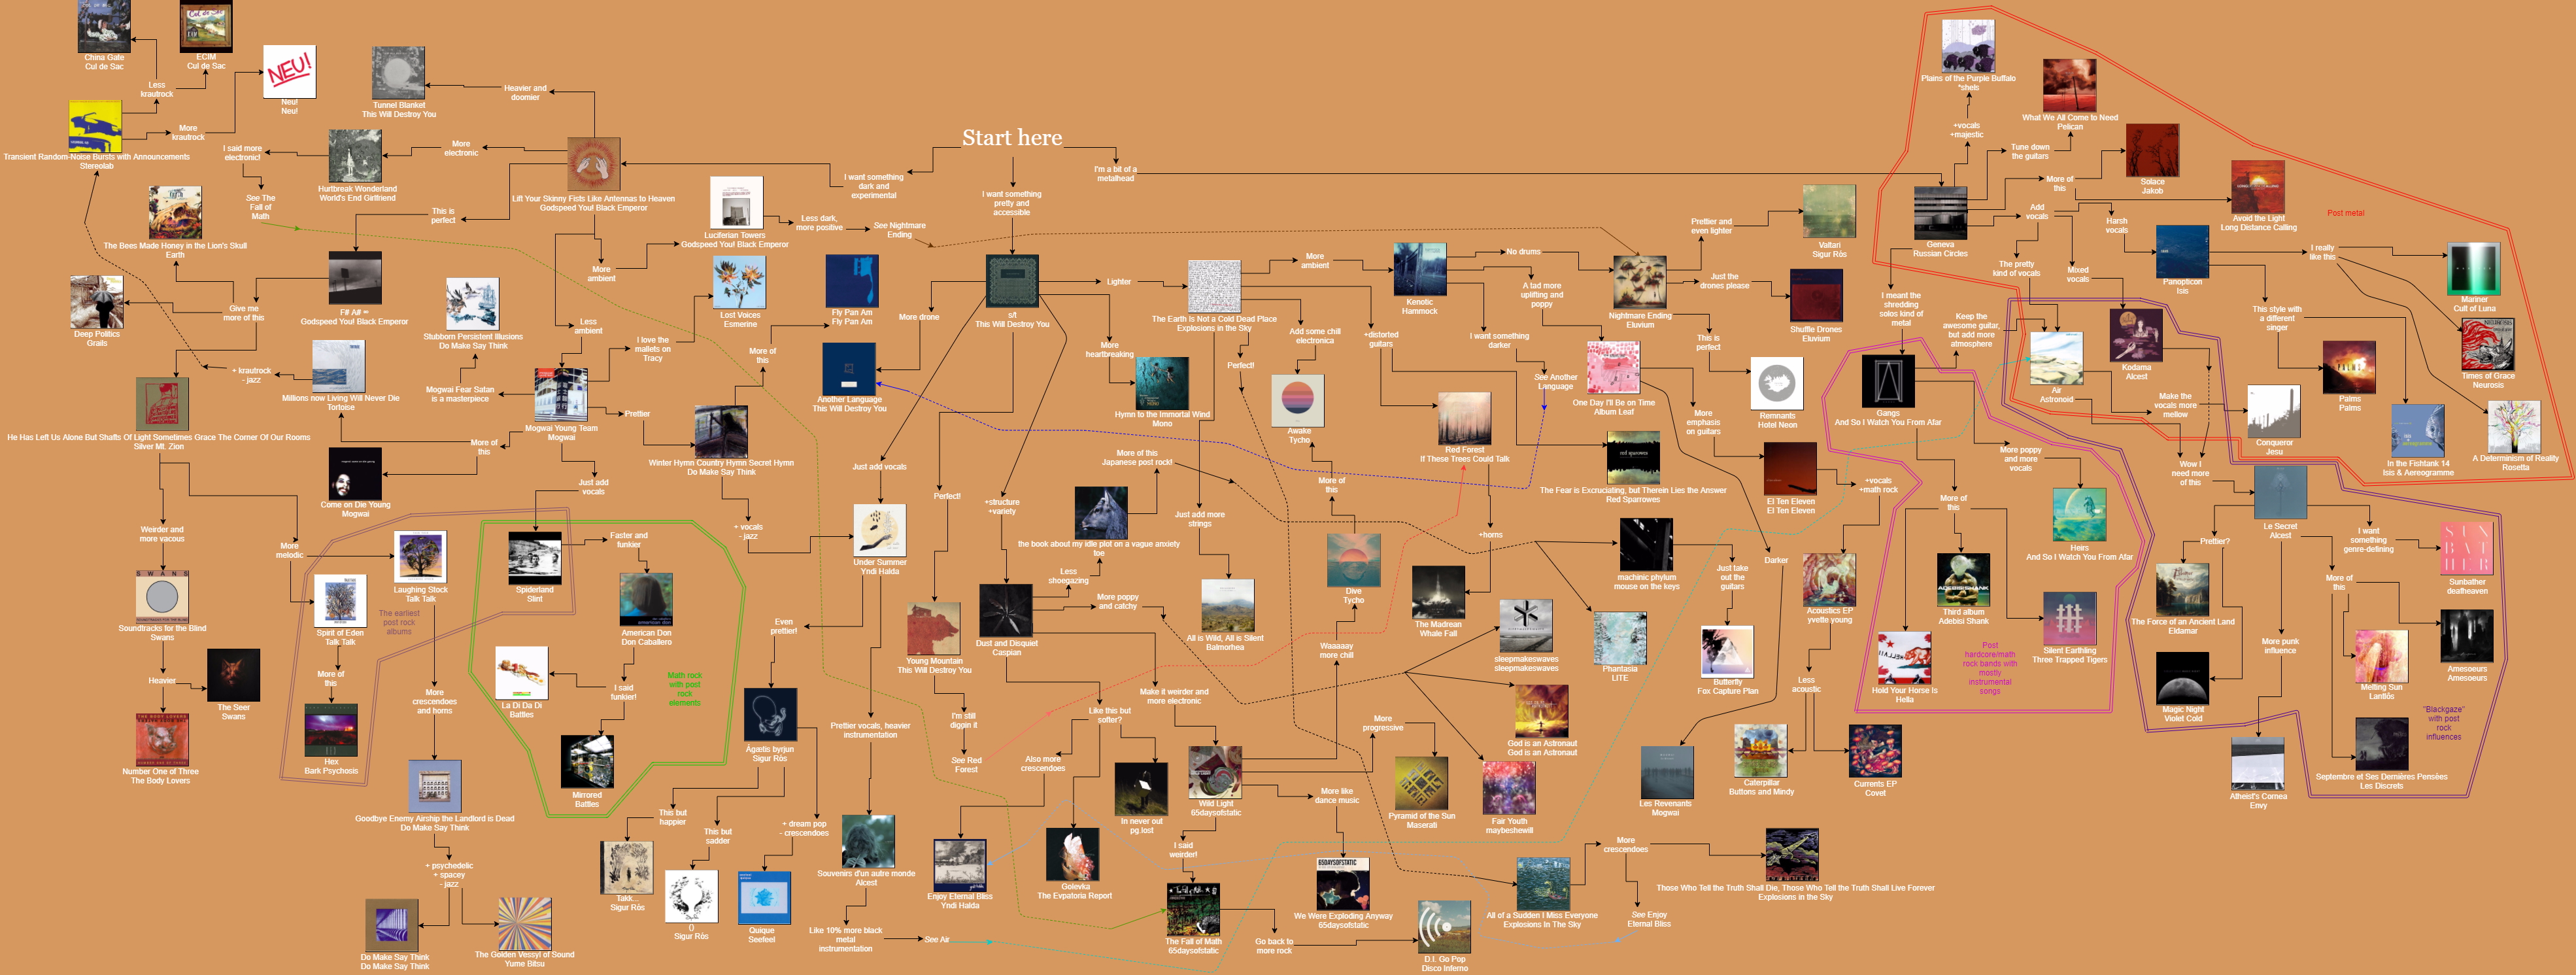 Start here
I want something
dark and
experimental
I want something
pretty and
accessible
I'm a bit of a
metalhead
China Gate
Cul de Sac
ECIM
Cul de Sac
Less
krautrock
More
krautrock
NEU!
Neu!
Neu!
Transient Random-Noise Bursts with Announcements
Stereolab
Tunnel Blanket
This Will Destroy You
Heavier and
doomier
I said more
electronic!
More
electronic
Hurtbreak Wonderland
World's End Girlfriend
See The
Fall of
Math
Lift Your Skinny Fists Like Antennas to Heaven
Godspeed You! Black Emperor
This is
perfect
The Bees Made Honey in the Lion's Skull
Earth
Deep Politics
Grails
Give me
more of this
F# A# ∞
Godspeed You! Black Emperor
More
ambient
Luciferian Towers
Godspeed You! Black Emperor
Less dark,
more positive
See Nightmare
Ending
Less
ambient
Stubborn Persistent Illusions
Do Make Say Think
I love the
mallets on
Tracy
Lost Voices
Esmerine
Fly Pan Am
Fly Pan Am
More of
this
Mogwai Fear Satan
is a masterpiece
Mogwai Young Team
Mogwai
Prettier
Winter Hymn Country Hymn Secret Hymn
Do Make Say Think
+ krautrock
- jazz
Millions now Living Will Never Die
Tortoise
More of
this
Come on Die Young
Mogwai
Just add
vocals
+ vocals
- jazz
He Has Left Us Alone But Shafts Of Light Sometimes Grace The Corner Of Our Rooms
Silver Mt. Zion
Weirder and
more vacous
More
melodic
SWANS
Soundtracks for the Blind
Swans
Heavier
The Seer
Swans
Number One of Three
The Body Lovers
Laughing Stock
Talk Talk
Spirit of Eden
Talk Talk
The earliest
post rock
albums
More of
this
Hex
Bark Psychosis
More
crescendoes
and horns
Goodbye Enemy Airship the Landlord is Dead
Do Make Say Think
+ psychedelic
+ spacey
- jazz
Do Make Say Think
Do Make Say Think
The Golden Vessyl of Sound
Yume Bitsu
Spiderland
Slint
Faster and
funkier
American Don
Don Caballero
I said
funkier!
La Di Da Di
Battles
Mirrored
Battles
Math rock
with post
rock
elements
s/t
This Will Destroy You
More drone
Another Language
This Will Destroy You
Lighter
More
heartbreaking
Hymn to the Immortal Wind
Mono
Just add vocals
Under Summer
Yndi Halda
Even
prettier!
Ágætis byrjun
Sigur Ròs
This but
happier
Takk...
Sigur Ròs
This but
sadder
()
Sigur Ròs
+ dream pop
- crescendoes
Quique
Seefeel
Prettier vocals, heavier
instrumentation
Souvenirs d'un autre monde
Alcest
Like 10% more black
metal
instrumentation
See Air
Perfect!
Young Mountain
This Will Destroy You
I'm still
diggin it
See Red
Forest
+structure
+variety
Dust and Disquiet
Caspian
Less
shoegazing
the book about my idle plot on a vague anxiety
toe
More of this
Japanese post rock!
More poppy
and catchy
Make it weirder and
more electronic
Like this but
softer?
Also more
crescendoes
Enjoy Eternal Bliss
Yndi Halda
Golevka
The Evpatoria Report
In never out
pg.lost
Wild Light
65daysofstatic
I said
weirder!
The Fall of Math
65daysofstatic
Go back to
more rock
D.I. Go Pop
Disco Inferno
More like
dance music
65DAYSOFSTATIC
We Were Exploding Anyway
65daysofstatic
More
progressive
Pyramid of the Sun
Maserati
Waaaaay
more chill
Dive
Tycho
More of
this
Awake
Tycho
Add some chill
electronica
The Earth Is Not a Cold Dead Place
Explosions in the Sky
Perfect!
Just add more
strings
All is Wild, All is Silent
Balmorhea
More
ambient
+distorted
guitars
Red Forest
If These Trees Could Talk
+horns
The Madrean
Whale Fall
red sparowes
The Fear is Excruciating, but Therein Lies the Answer
Red Sparrowes
Kenotic
Hammock
No drums
A tad more
uplifting and
poppy
I want something
darker
See Another
Language
Nightmare Ending
Eluvium
Prettier and
even lighter
Valtari
Sigur Ròs
Just the
drones please
Shuffle Drones
Eluvium
This is
perfect
Remnants
Hotel Neon
One Day I'll Be on Time
Album Leaf
More
emphasis
on guitars
El Ten Eleven
El Ten Eleven
+vocals
+math rock
Acoustics EP
yvette young
Less
acoustic
Caterpillar
Buttons and Mindy
Currents EP
Covet
Darker
Les Revenants
Mogwai
machinic phylum
mouse on the keys
Just take
out the
guitars
Butterfly
Fox Capture Plan
Phantasia
LITE
sleepmakeswaves
sleepmakeswaves
God is an Astronaut
God is an Astronaut
Fair Youth
maybeshewill
All of a Sudden I Miss Everyone
Explosions In The Sky
More
crescendoes
Those Who Tell the Truth Shall Die, Those Who Tell the Truth Shall Live Forever
Explosions in the Sky
See Enjoy
Eternal Bliss
Plains of the Purple Buffalo
*shels
+vocals
+majestic
What We All Come to Need
Pelican
Tune down
the guitars
Solace
Jakob
More of
this
Avoid the Light
Long Distance Calling
Post metal
Geneva
Russian Circles
Add
vocals
Harsh
vocals
The pretty
kind of vocals
Mixed
vocals
Panopticon
Isis
I really
like this
Mariner
Cult of Luna
Times of Grace
Neurosis
A Determinism of Reality
Rosetta
This style with
a different
singer
Palms
Palms
In the Fishtank 14
Isis & Aereogramme
I meant the
shredding
solos kind of
metal
Keep the
awesome guitar,
but add more
atmosphere
Air
Astronoid
Kodama
Alcest
Make the
vocals more
mellow
Conqueror
Jesu
Wow I
need more
of this
Gangs
And So I Watch You From Afar
More poppy
and more
vocals
Heirs
And So I Watch You From Afar
More of
this
ADEBISI SHANK
Third album
Adebisi Shank
Silent Earthling
Three Trapped Tigers
Hold Your Horse Is
Hella
Post
hardcore/math
rock bands with
mostly
instrumental
songs
Le Secret
Alcest
Prettier?
The Force of an Ancient Land
Eldamar
Magic Night
Violet Cold
More punk
influence
Atheist's Cornea
Envy
I want
something
genre-defining
SUN
BAT
HER
Sunbather
deafheaven
More of
this
Melting Sun
Lantlôs
Amesoeurs
Amesoeurs
Septembre et Ses Dernières Pensées
Les Discrets
"Blackgaze"
with post
rock
influences